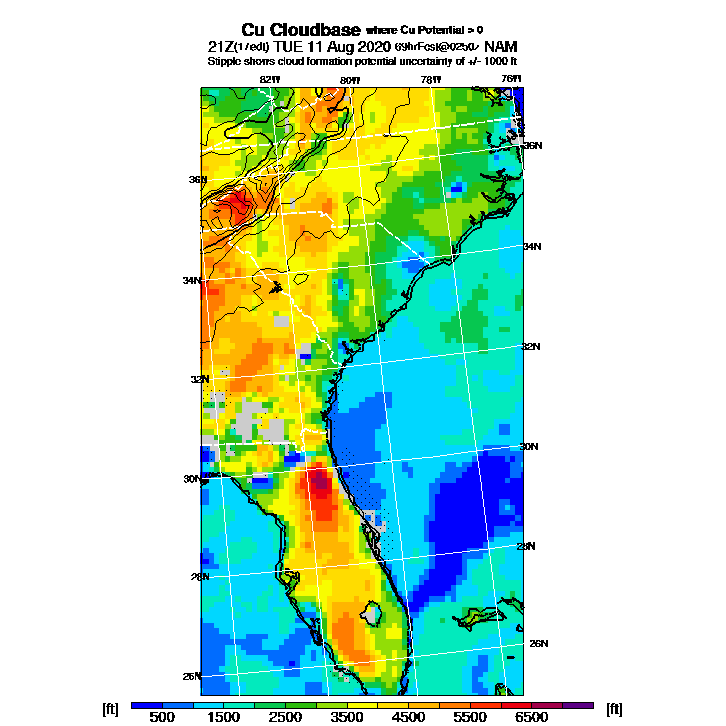 Cu Cloudbase where Cu Potential > 0
21Z(17edt) TUE 11 Aug 2020 NAM
Stipple shows cloud formation potential uncertainty of +/- 1000 ft
82W 80W 78W 76W
36N
36N
34N
34N
32N
32N
30N
30N
28N
28N
26N
26N
[ft] 500 1500 2500 3500 4500 5500 6500 [ft]